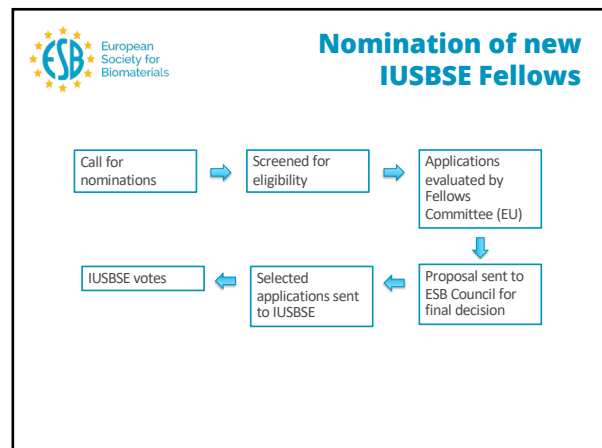 ESB
European
Society for
Biomaterials
Nomination of new
IUSBSE Fellows
Call for
nominations
Screened for
eligibility
Applications
evaluated by
Fellows
Committee (EU)
Proposal sent to
ESB Council for
final decision
Selected
applications sent
to IUSBSE
IUSBSE votes